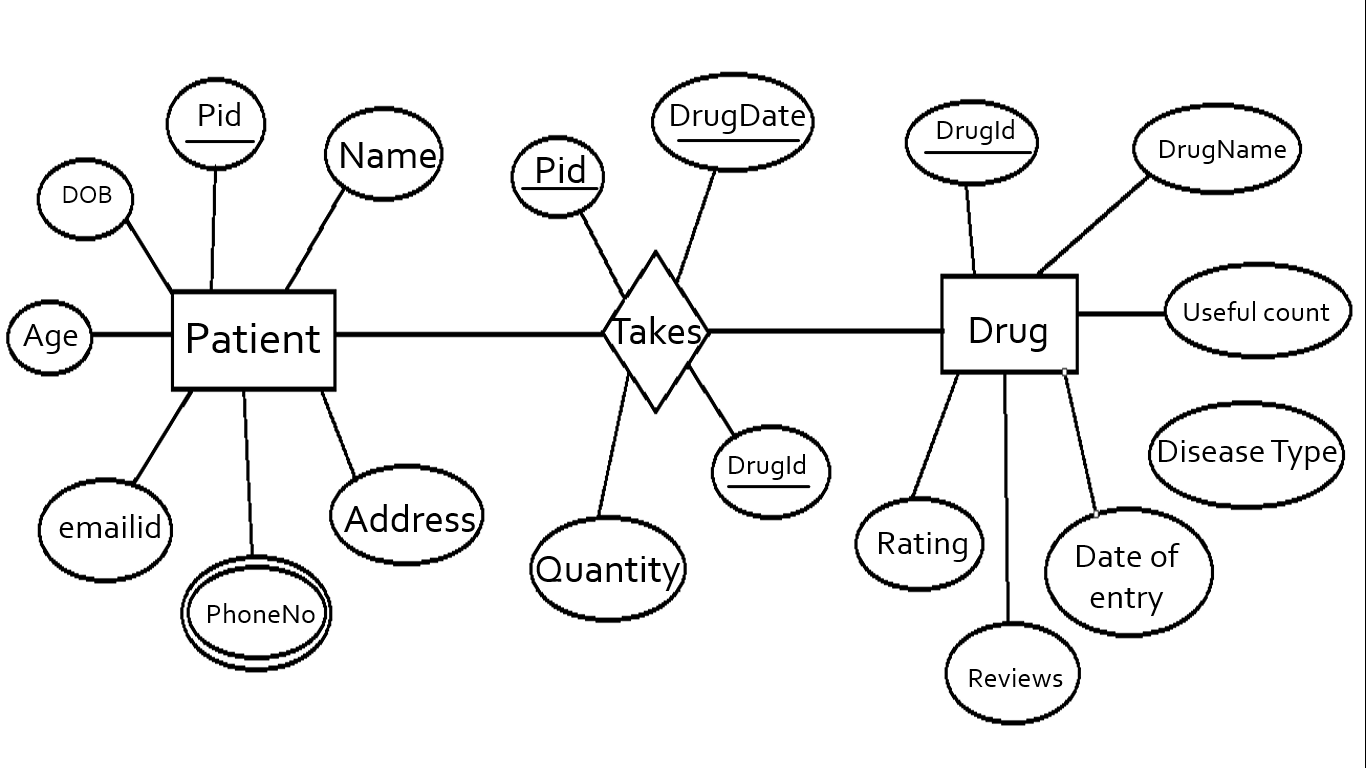 Pid
Name
DOB
Age
Patient
emailid
PhoneNo
Address
Pid
DrugDate
Takes
DrugId
Quantity
DrugId
DrugName
Drug
Useful count
Disease Type
Rating
Date of
entry
Reviews